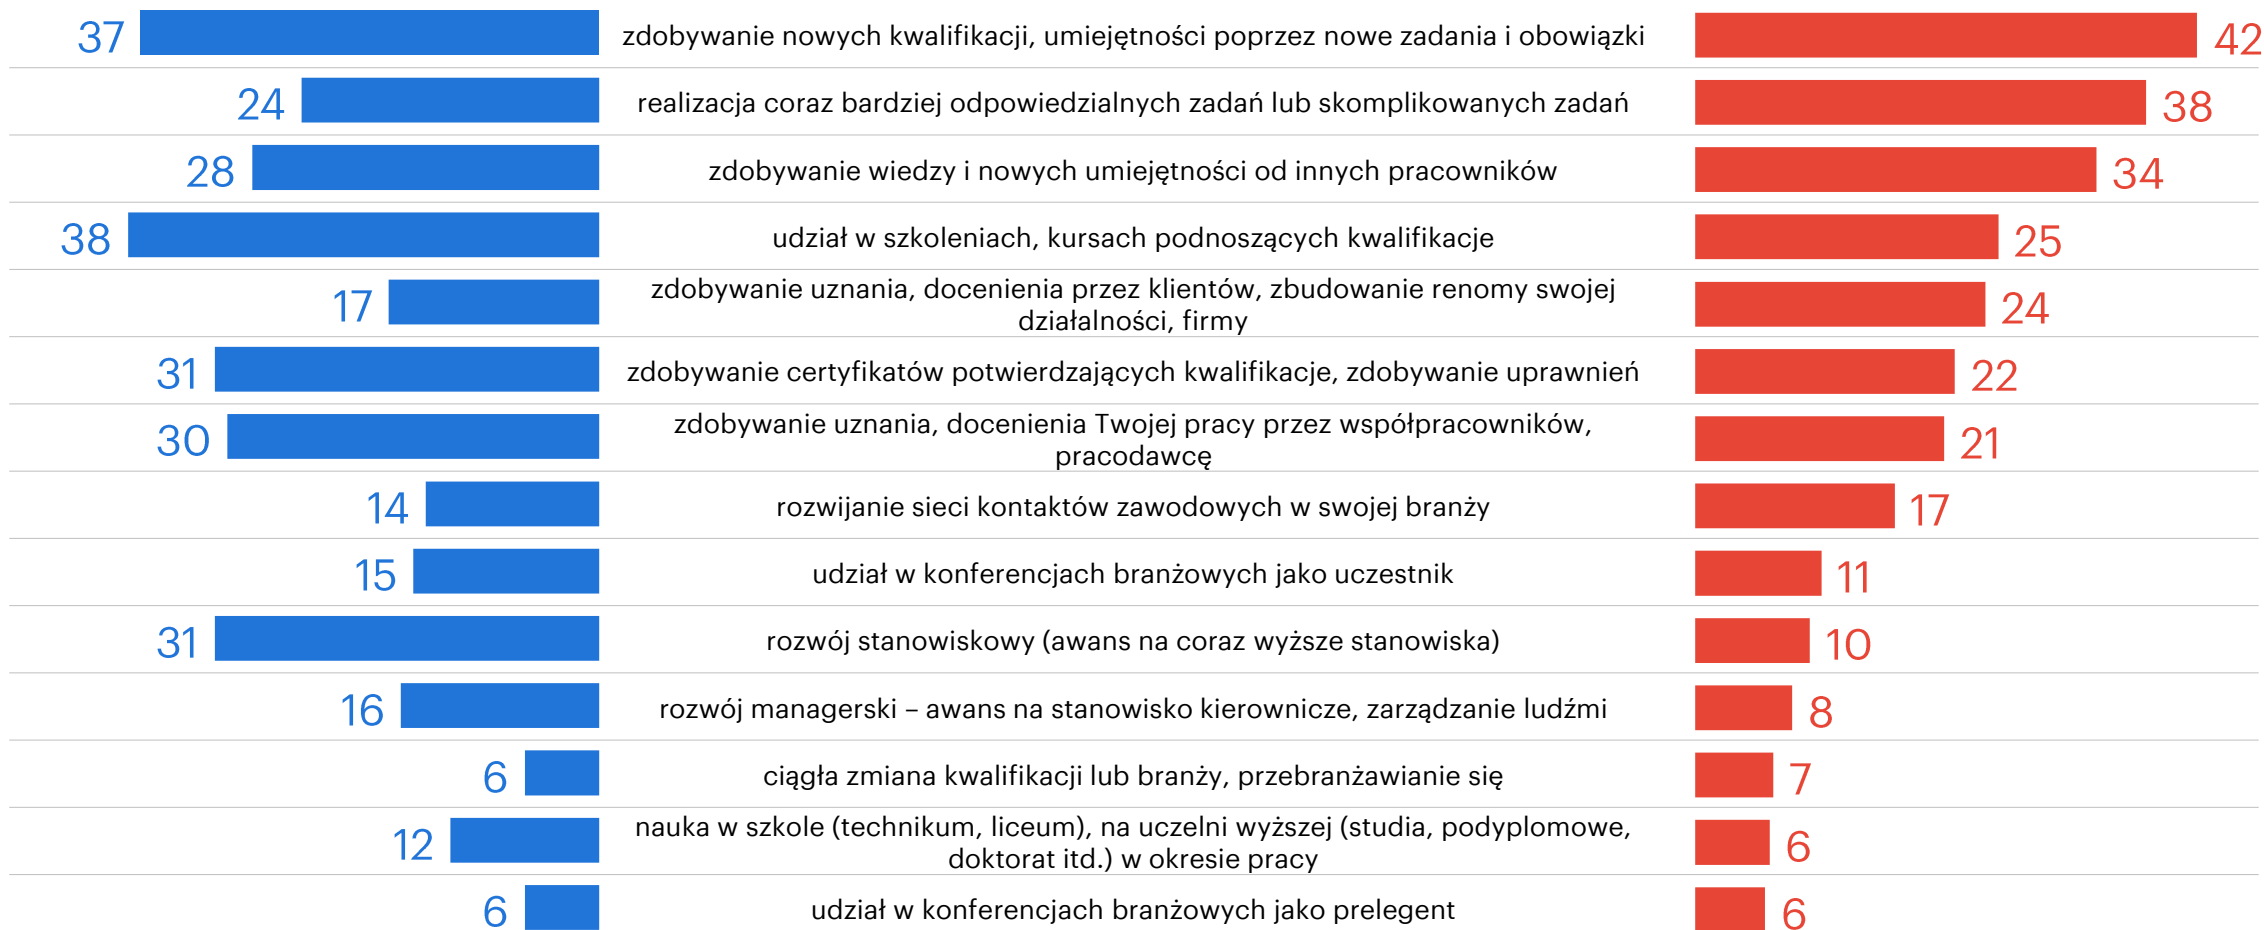 37 zdobywanie nowych kwalifikacji, umiejętności poprzez nowe zadania i obowiązki 42
24 realizacja coraz bardziej odpowiedzialnych zadań lub skomplikowanych zadań 38
28 zdobywanie wiedzy i nowych umiejętności od innych pracowników 34
38 udział w szkoleniach, kursach podnoszących kwalifikacje 25
17 zdobywanie uznania, docenienia przez klientów, zbudowanie renomy swojej
działalności, firmy 24
31 zdobywanie certyfikatów potwierdzających kwalifikacje, zdobywanie uprawnień 22
30 zdobywanie uznania, docenienia Twojej pracy przez współpracowników,
pracodawcę 21
14 rozwijanie sieci kontaktów zawodowych w swojej branży 17
15 udział w konferencjach branżowych jako uczestnik 11
31 rozwój stanowiskowy (awans na coraz wyższe stanowiska) 10
16 rozwój managerski – awans na stanowisko kierownicze, zarządzanie ludźmi 8
6 ciągła zmiana kwalifikacji lub branży, przebranżawianie się 7
12 nauka w szkole (technikum, liceum), na uczelni wyższej (studia, podyplomowe,
doktorat itd.) w okresie pracy 6
6 udział w konferencjach branżowych jako prelegent 6